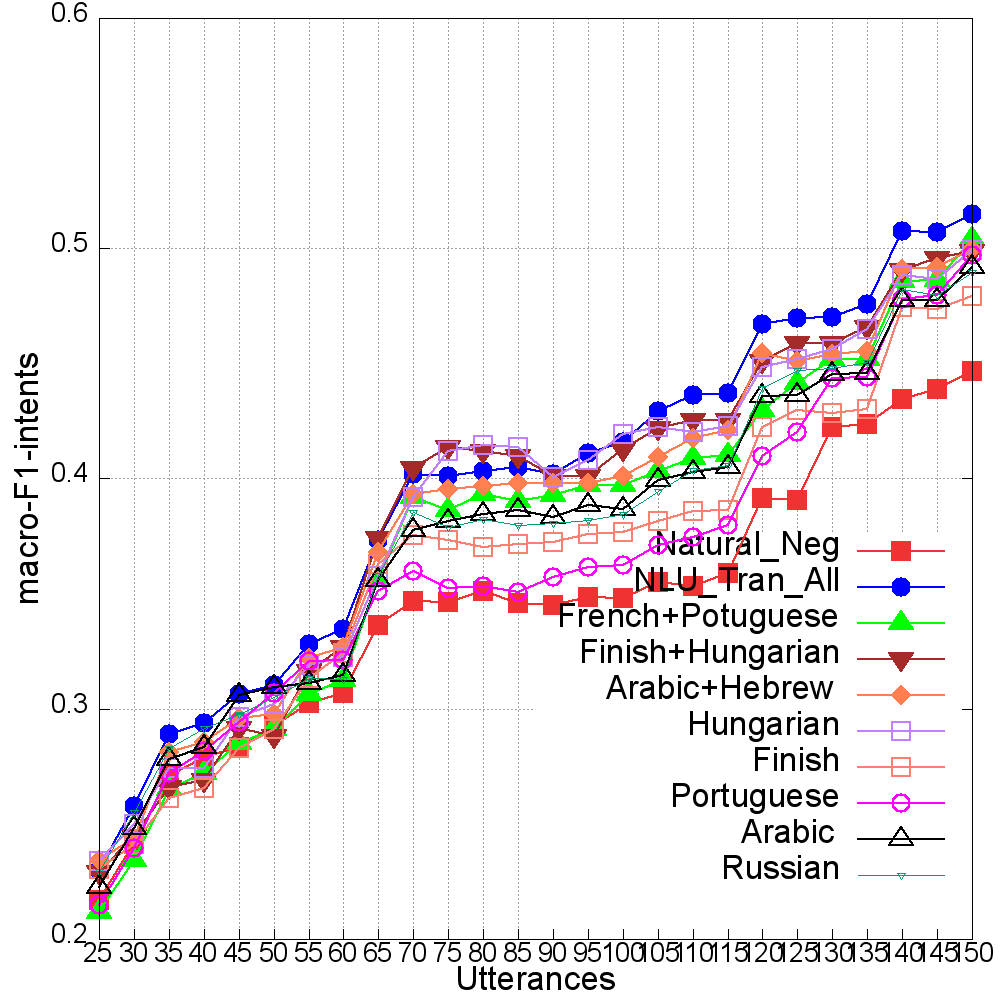 0.6
0.5
0.4
0.3
0.2
macro-F1-intents
Natural_Neg
NLU_Tran_All
French+Potuguese
Finish+Hungarian
Arabic+Hebrew
Hungarian
Finish
Portuguese
Arabic
Russian
25 30 35 40 45 50 55 60 65 70 75 80 85 90 95 100 105 110 115 120 125 130 135 140 145 150
Utterances